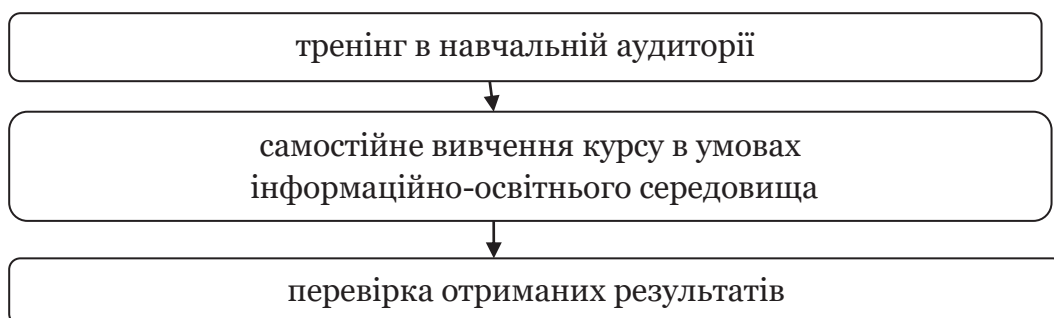 тренінг в навчальній аудиторії
самостійне вивчення курсу в умовах
інформаційно-освітнього середовища
перевірка отриманих результатів